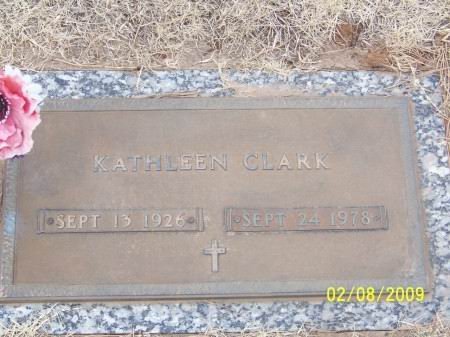 KATHLEEN CLARK
SEPT 13 1926 SEPT 24 1978
02/08/2009